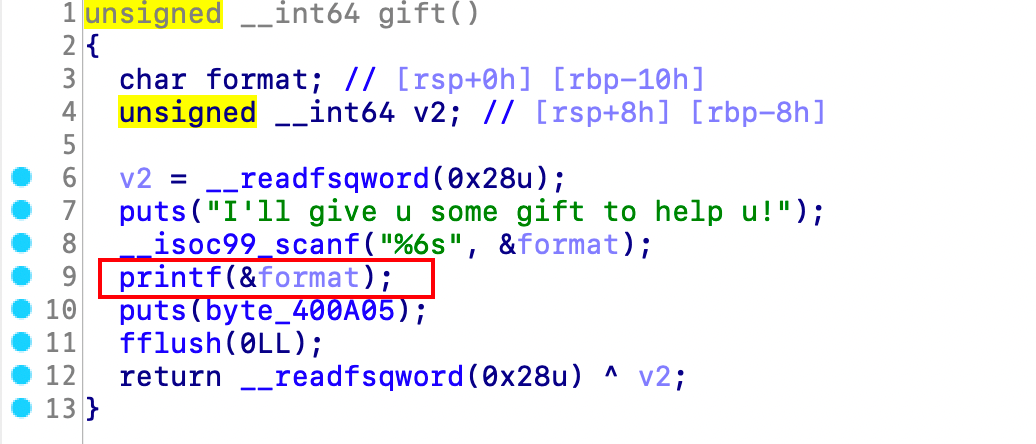 1 unsigned __int64 gift()
2 {
3 char format; // [rsp+0h] [rbp-10h]
4 unsigned __int64 v2; // [rsp+8h] [rbp-8h]
5
6 v2 = __readfsqword(0x28u);
7 puts("I'll give u some gift to help u!");
8 __isoc99_scanf("%6s", &format);
9 printf(&format);
10 puts(byte_400A05);
11 fflush(0LL);
12 return __readfsqword(0x28u) ^ v2;
13 }